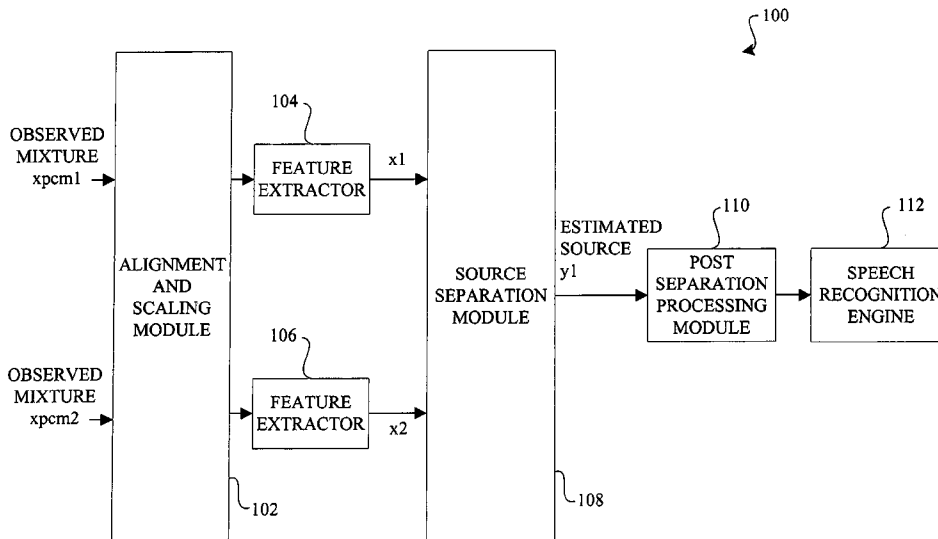 100
104
OBSERVED
MIXTURE
xpcm1
FEATURE
EXTRACTOR
x1
ALIGNMENT
AND
SCALING
MODULE
SOURCE
SEPARATION
MODULE
ESTIMATED
SOURCE
y1
110
POST
SEPARATION
PROCESSING
MODULE
112
SPEECH
RECOGNITION
ENGINE
106
OBSERVED
MIXTURE
xpcm2
FEATURE
EXTRACTOR
x2
102
108